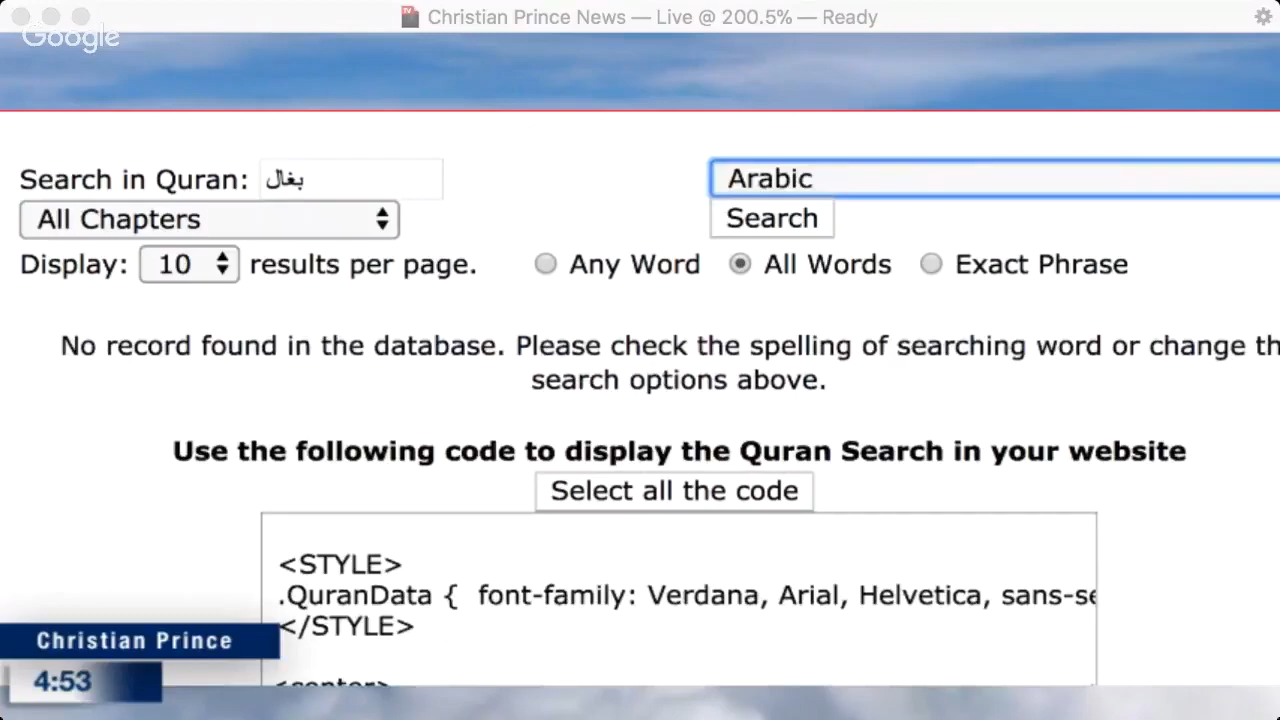 Christian Prince News — Live @ 200.5% — Ready
Google
Search in Quran: بغال
Arabic
All Chapters
Search
Display: 10 results per page.
Any Word All Words Exact Phrase
No record found in the database. Please check the spelling of searching word or change th
search options above.
Use the following code to display the Quran Search in your website
Select all the code
<STYLE>
.QuranData { font-family: Verdana, Arial, Helvetica, sans-se
</STYLE>
<center>
Christian Prince
4:53